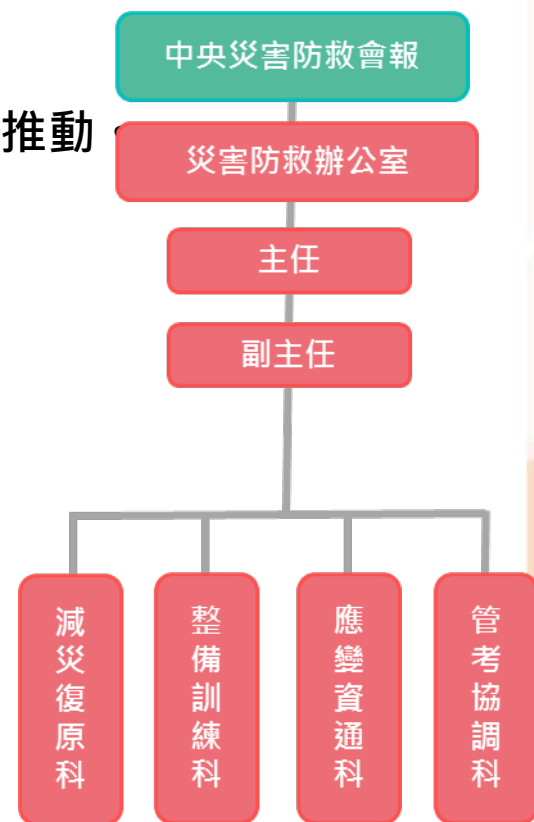 中央災害防救會報
推動。
災害防救辦公室
主任
副主任
減災復原科
整備訓練科
應變資通科
管考協調科